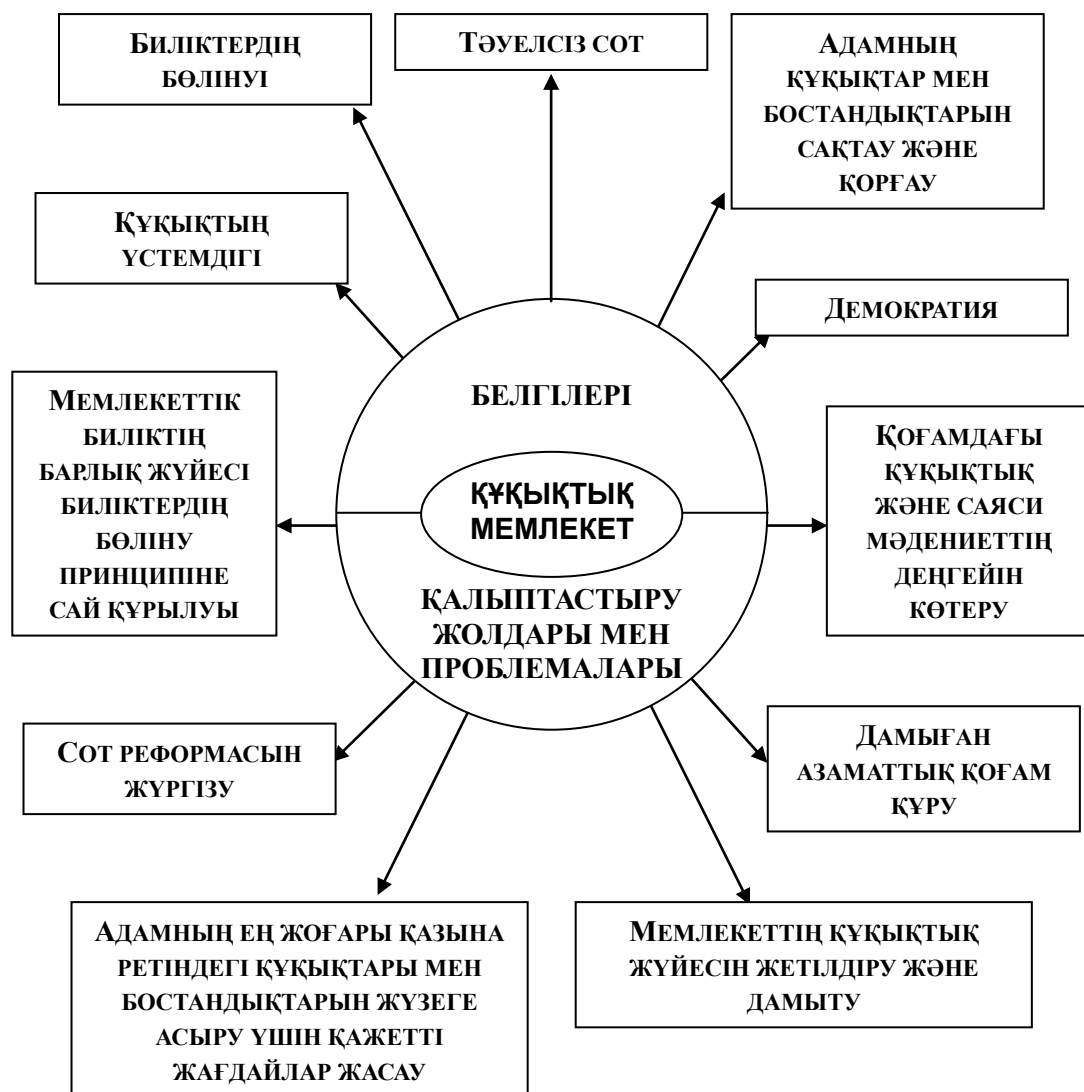 БИЛІКТЕРДІҢ
БӨЛІНУІ
ТӘУЕЛСІЗ СОТ
АДАМНЫҢ
ҚҰҚЫҚТАР МЕН
БОСТАНДЫҚТАРЫН
САҚТАУ ЖӘНЕ
ҚОРҒАУ
ҚҰҚЫҚТЫҢ
ҮСТЕМДІГІ
ДЕМОКРАТИЯ
БЕЛГІЛЕРІ
МЕМЛЕКЕТТІК
БИЛІКТІҢ
БАРЛЫҚ ЖҮЙЕСІ
БИЛІКТЕРДІҢ
БӨЛІНУ
ПРИНЦИПІНЕ
САЙ ҚҰРЫЛУЫ
ҚҰҚЫҚТЫҚ
МЕМЛЕКЕТ
ҚОҒАМДАҒЫ
ҚҰҚЫҚТЫҚ
ЖӘНЕ САЯСИ
МӘДЕНИЕТТІҢ
ДЕҢГЕЙІН
КӨТЕРУ
ҚАЛЫПТАСТЫРУ
ЖОЛДАРЫ МЕН
ПРОБЛЕМАЛАРЫ
СОТ РЕФОРМАСЫН
ЖҮРГІЗУ
ДАМЫҒАН
АЗАМАТТЫҚ ҚОҒАМ
ҚҰРУ
АДАМНЫҢ ЕҢ ЖОҒАРЫ ҚАЗЫНА
РЕТІНДЕГІ ҚҰҚЫҚТАРЫ МЕН
БОСТАНДЫҚТАРЫН ЖҮЗЕГЕ
АСЫРУ ҮШІН ҚАЖЕТТІ
ЖАҒДАЙЛАР ЖАСАУ
МЕМЛЕКЕТТІҢ ҚҰҚЫҚТЫҚ
ЖҮЙЕСІН ЖЕТІЛДІРУ ЖӘНЕ
ДАМЫТУ